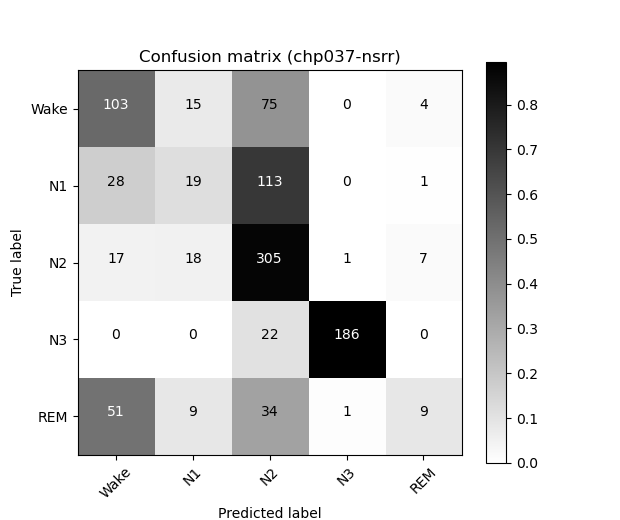 Confusion matrix (chp037-nsrr)
Wake 103 15 75 0 4
N1 28 19 113 0 1
N2 17 18 305 1 7
N3 0 0 22 186 0
REM 51 9 34 1 9
Wake N1 N2 N3 REM
True label
Predicted label
0.8
0.7
0.6
0.5
0.4
0.3
0.2
0.1
0.0